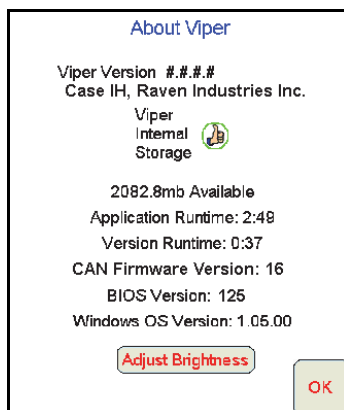 About Viper
Viper Version #.#.#.#
Case IH, Raven Industries Inc.
Viper
Internal
Storage
2082.8mb Available
Application Runtime: 2:49
Version Runtime: 0:37
CAN Firmware Version: 16
BIOS Version: 125
Windows OS Version: 1.05.00
Adjust Brightness
OK